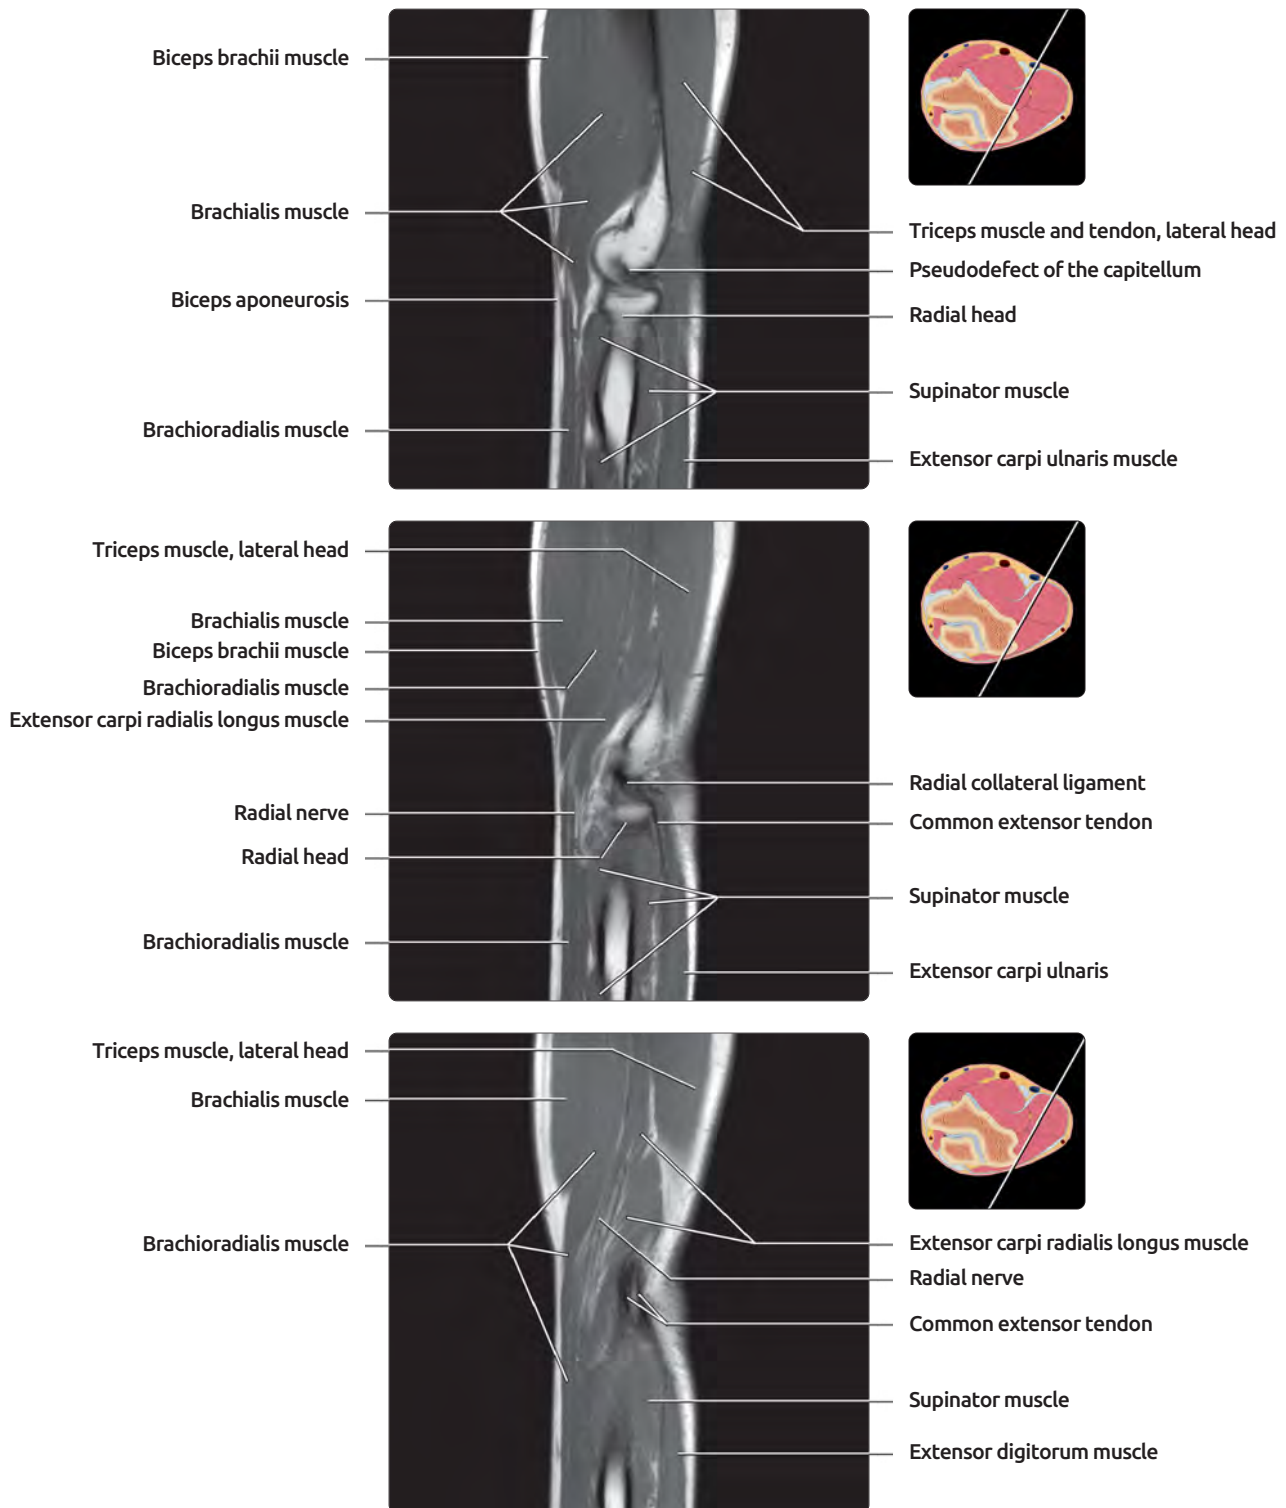 Biceps brachii muscle
Brachialis muscle
Biceps aponeurosis
Brachioradialis muscle
Triceps muscle and tendon, lateral head
Pseudodefect of the capitellum
Radial head
Supinator muscle
Extensor carpi ulnaris muscle
Triceps muscle, lateral head
Brachialis muscle
Biceps brachii muscle
Brachioradialis muscle
Extensor carpi radialis longus muscle
Radial nerve
Radial head
Brachioradialis muscle
Radial collateral ligament
Common extensor tendon
Supinator muscle
Extensor carpi ulnaris
Triceps muscle, lateral head
Brachialis muscle
Brachioradialis muscle
Extensor carpi radialis longus muscle
Radial nerve
Common extensor tendon
Supinator muscle
Extensor digitorum muscle